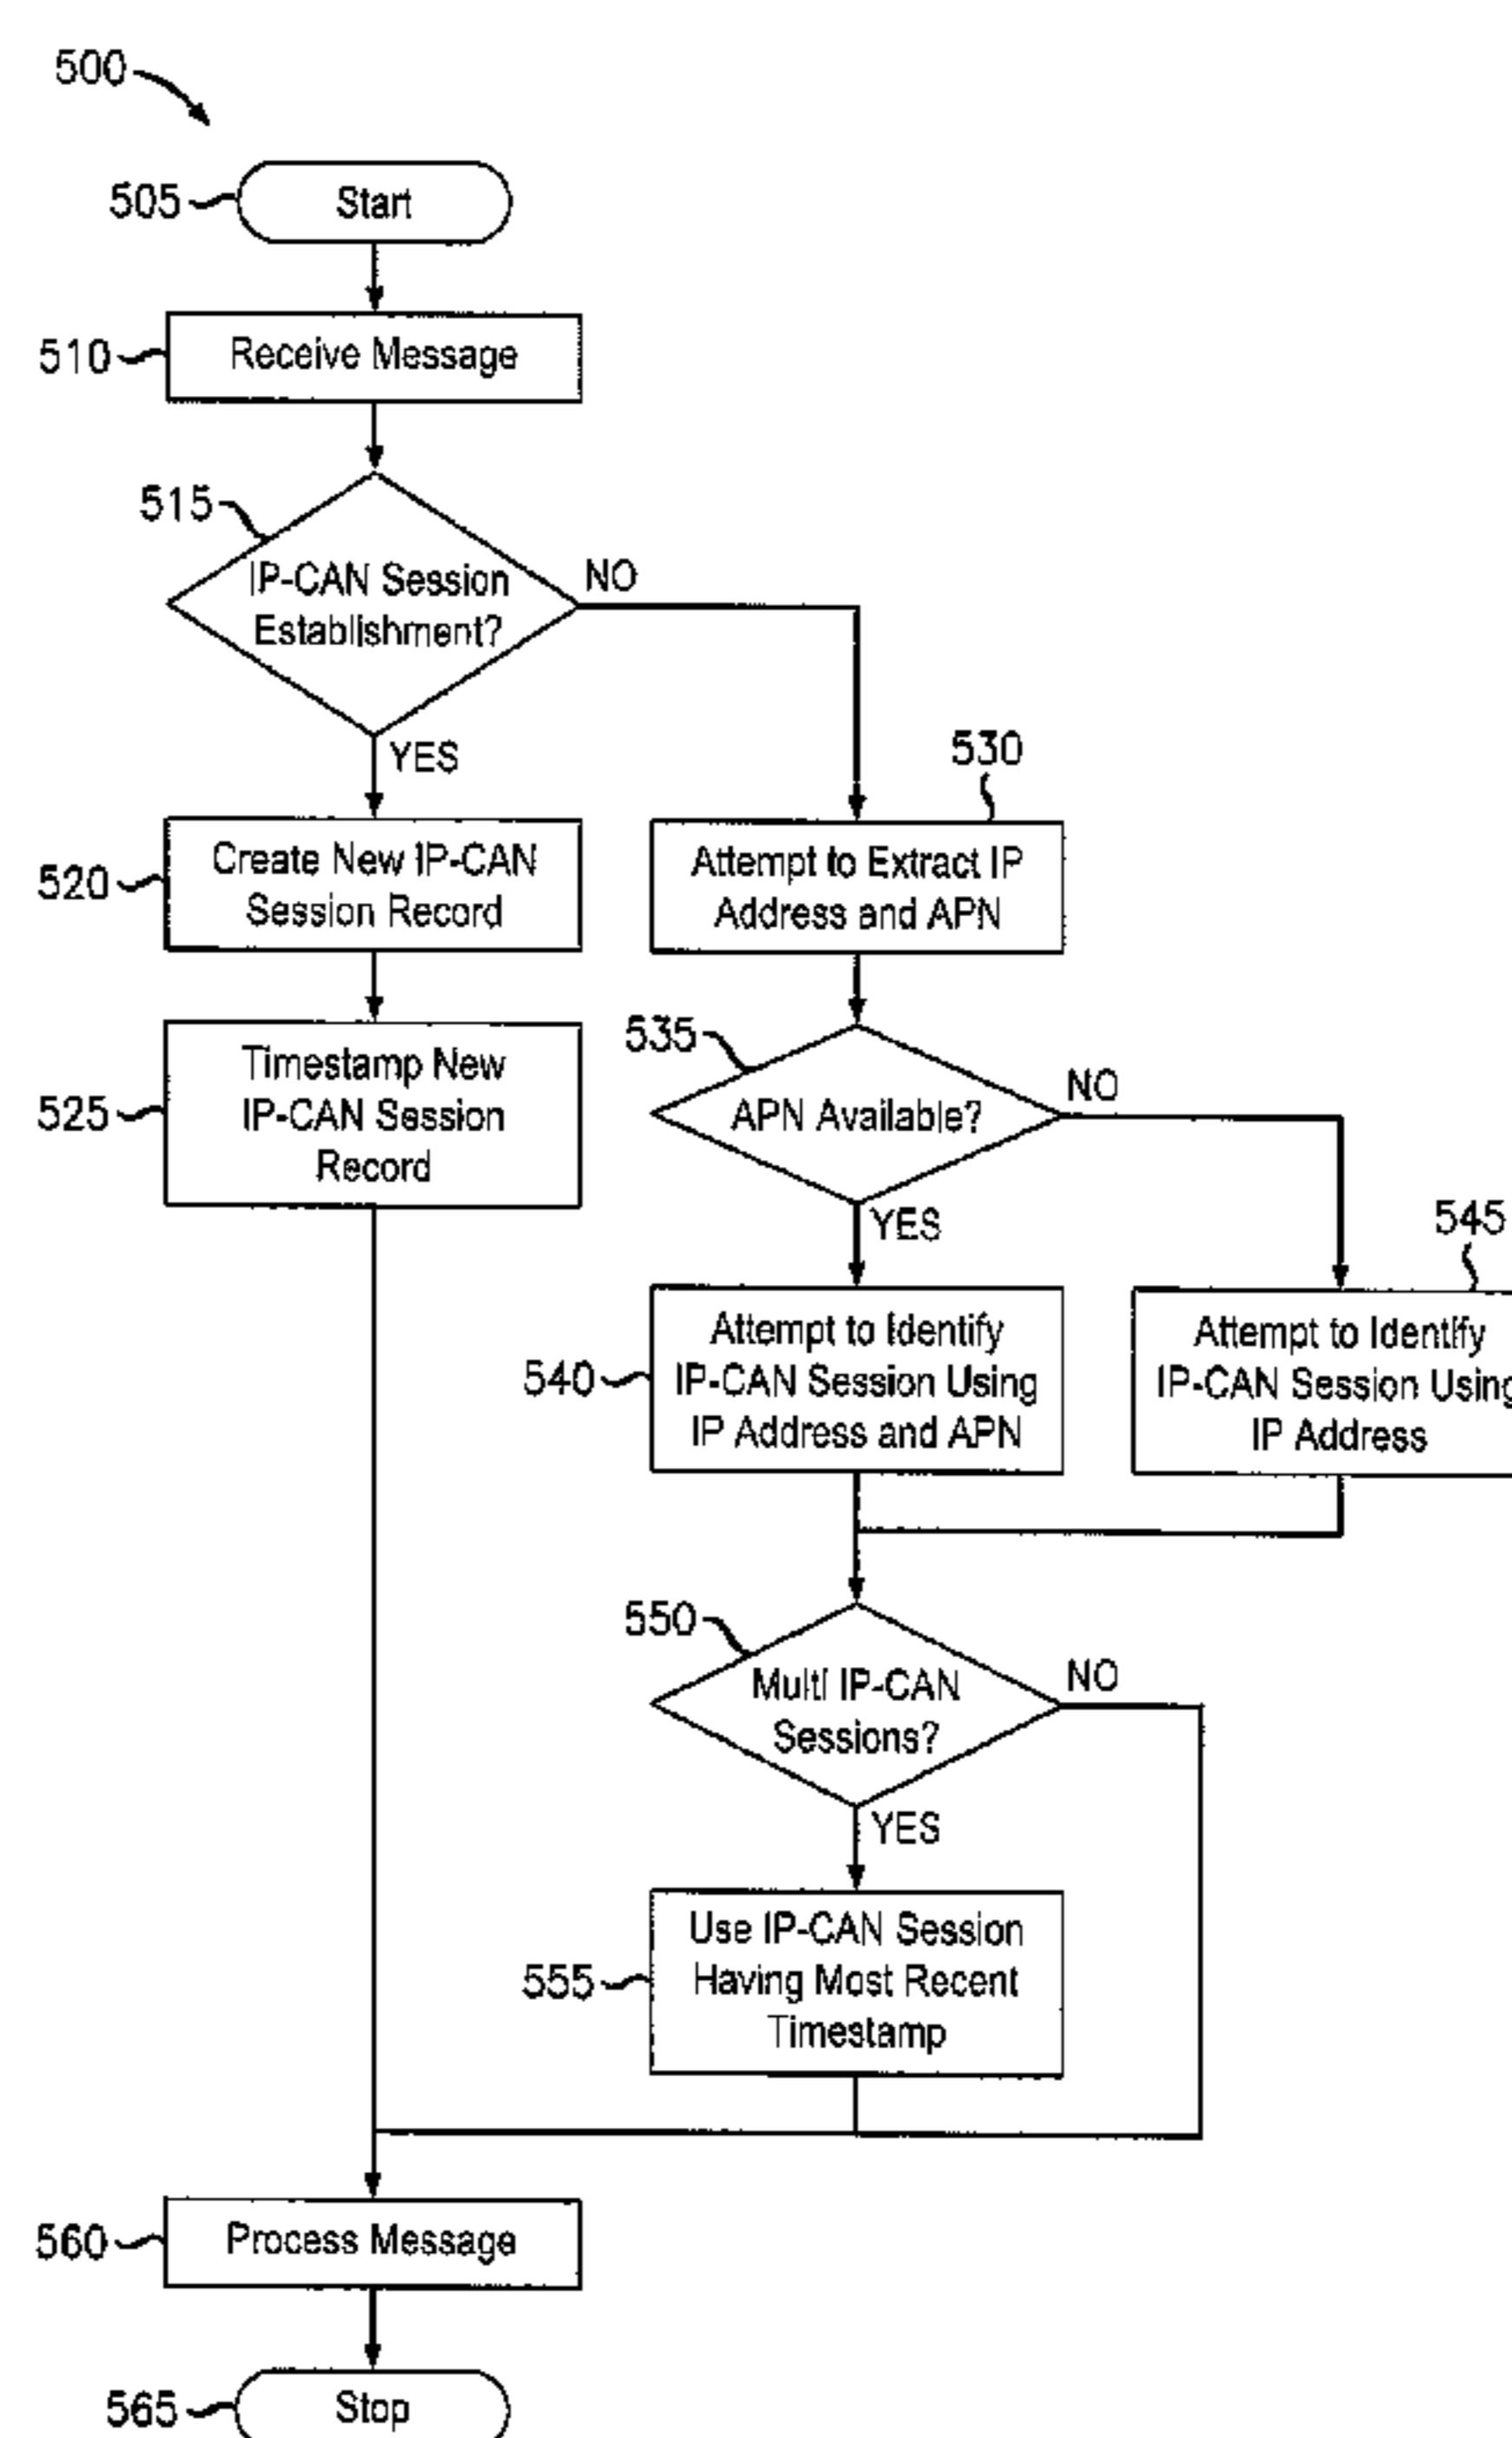 500
505
Start
510
Receive Message
515
IP-CAN Session
Establishment?
NO
YES
530
520
Create New IP-CAN
Session Record
Attempt to Extract IP
Address and APN
525
Timestamp New
IP-CAN Session
Record
535
APN Available?
NO
YES
545
540
Attempt to Identify
IP-CAN Session Using
IP Address and APN
Attempt to Identify
IP-CAN Session Using
IP Address
550
Multi IP-CAN
Sessions?
NO
YES
555
Use IP-CAN Session
Having Most Recent
Timestamp
560
Process Message
565
Stop